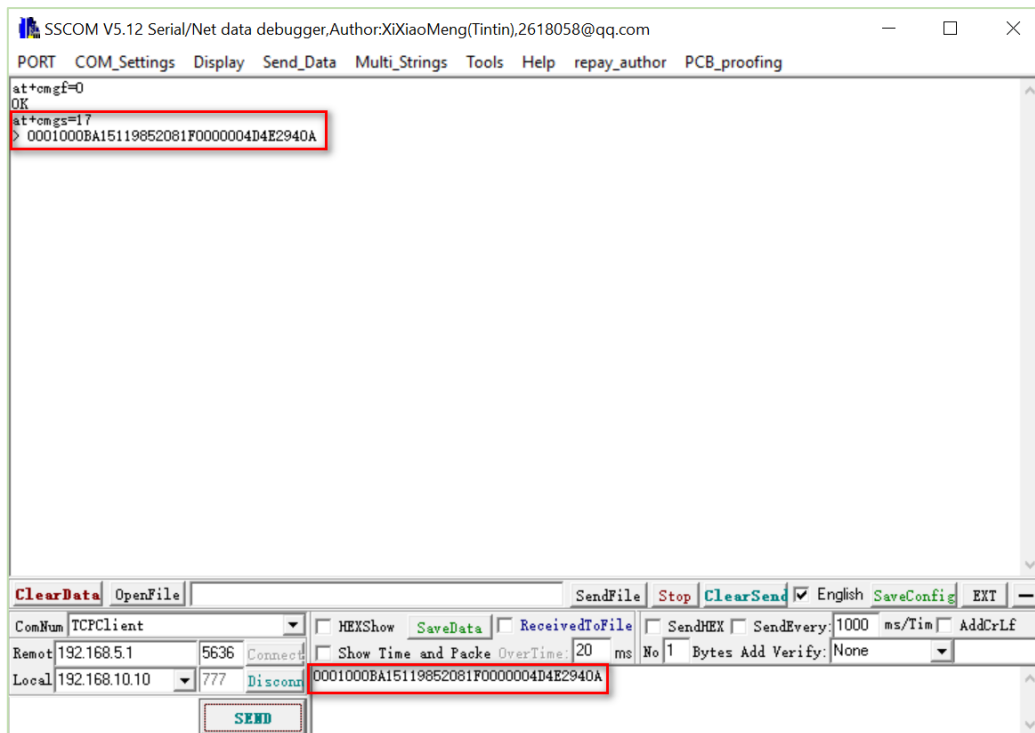 SSCOM V5.12 Serial/Net data debugger,Author:XiXiaoMeng(Tintin),2618058@qq.com
PORT COM_Settings Display Send_Data Multi_Strings Tools Help repay_author PCB_proofing
at+cmgf=0
OK
at+cmgs=17
> 0001000BA15119852081F0000004D4E2940A
ClearData OpenFile SendFile Stop ClearSend English SaveConfig EXT
ComNum TCPClient HEXShow SaveData ReceivedToFile SendHEX SendEvery: 1000 ms/Tim AddCrLf
Remot 192.168.5.1 5636 Connect Show Time and Packe OverTime: 20 ms No 1 Bytes Add Verify: None
Local 192.168.10.10 777 Disconn 0001000BA15119852081F0000004D4E2940A
SEND